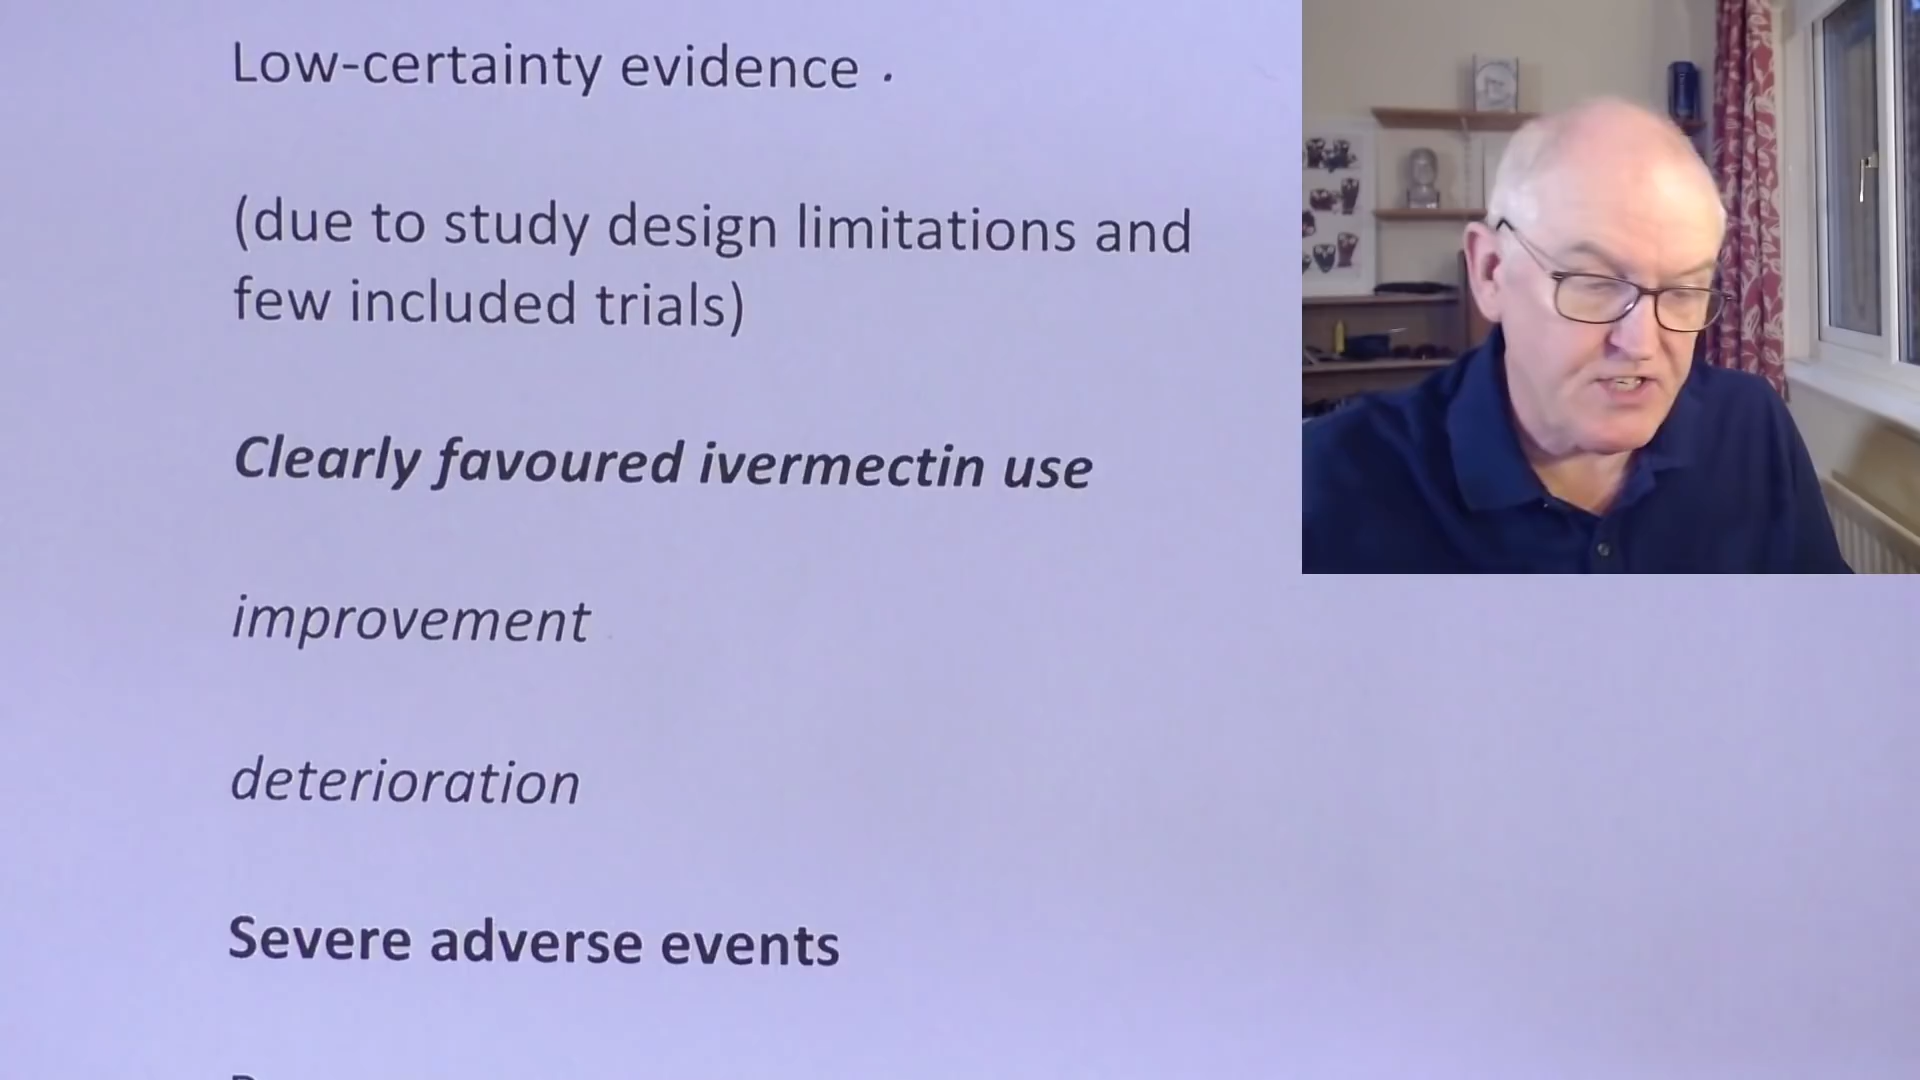 Low-certainty evidence .
(due to study design limitations and
few included trials)
Clearly favoured ivermectin use
improvement
deterioration
Severe adverse events